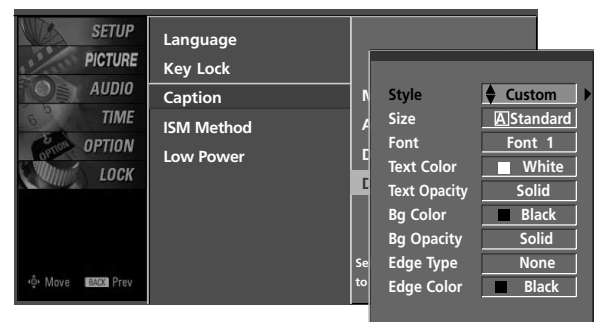 SETUP
PICTURE
AUDIO
TIME
OPTION
LOCK
Move BACK Prev
Language
Key Lock
Caption
ISM Method
Low Power
Se
to
Style Custom
Size A Standard
Font Font 1
Text Color White
Text Opacity Solid
Bg Color Black
Bg Opacity Solid
Edge Type None
Edge Color Black